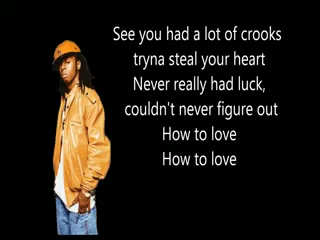 See you had a lot of crooks
tryna steal your heart
Never really had luck,
couldn't never figure out
How to love
How to love